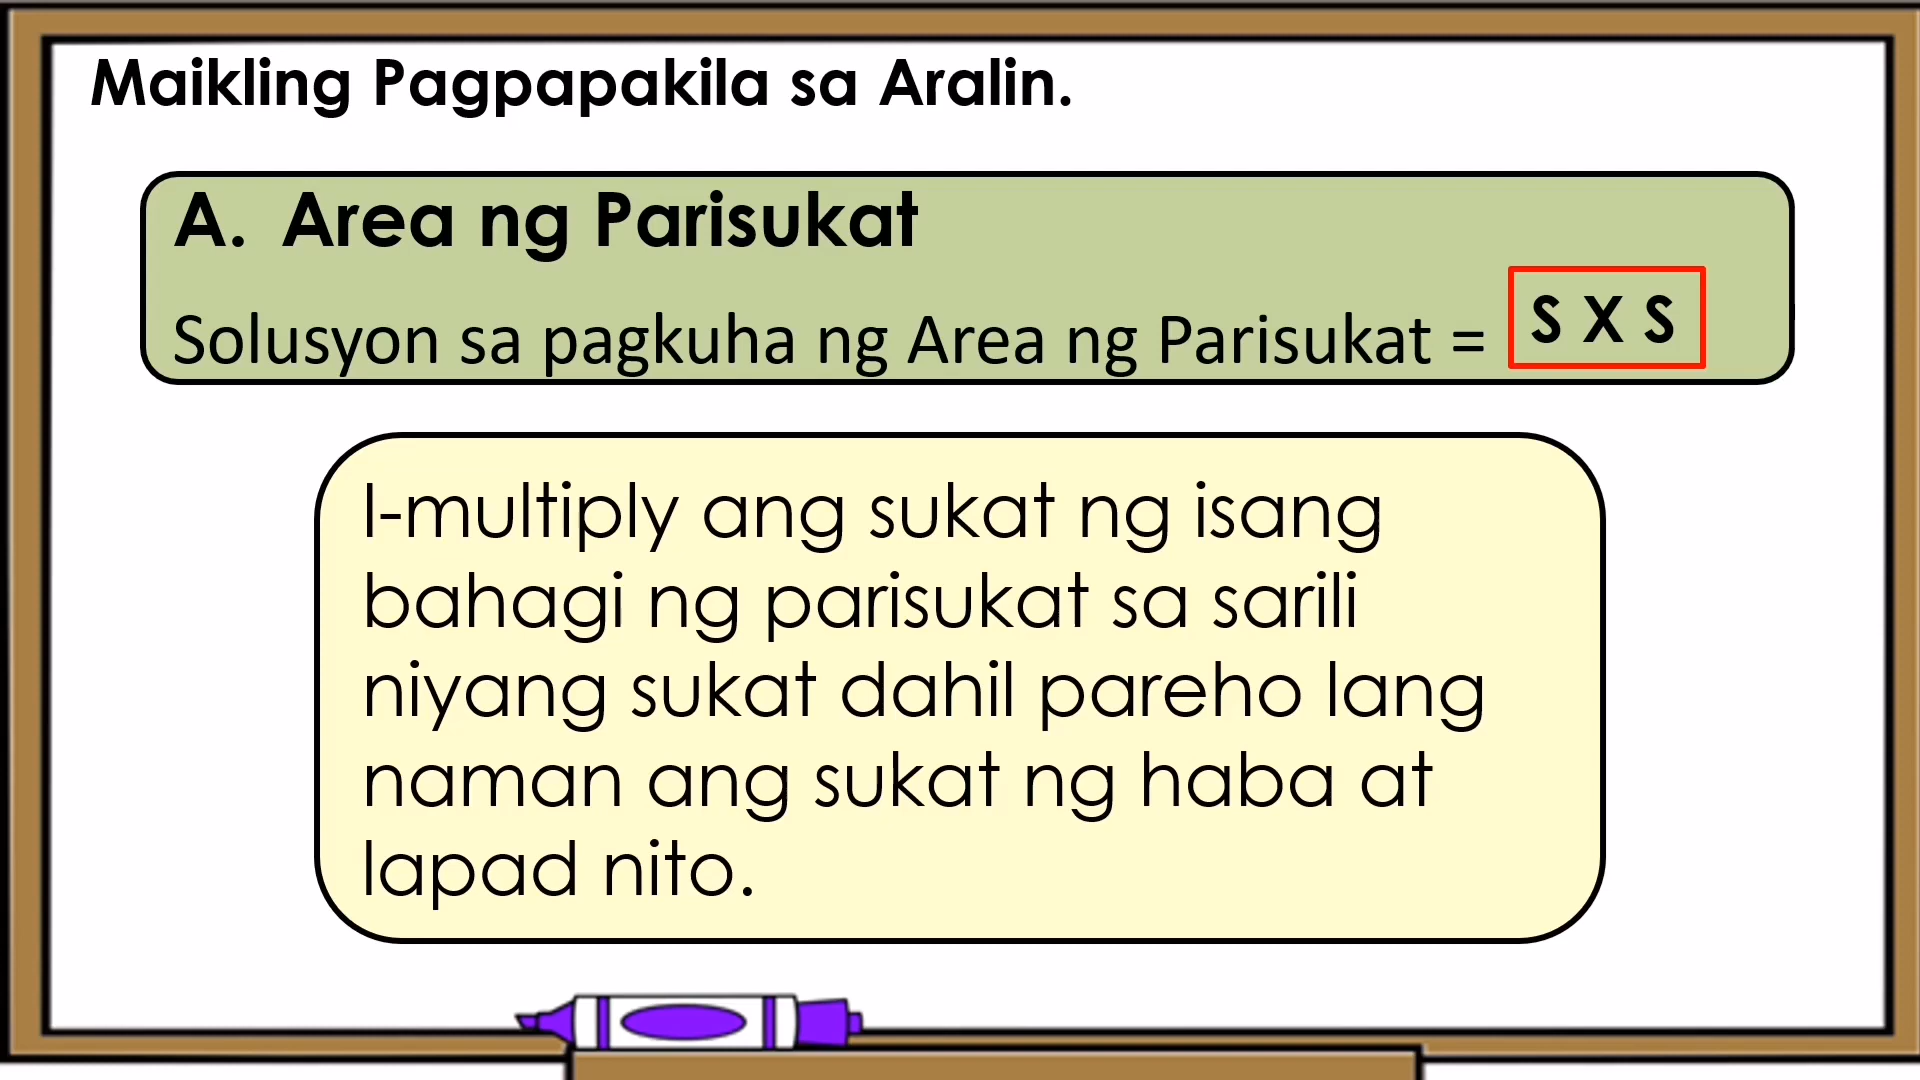 Maikling Pagpapakila sa Aralin.
A. Area ng Parisukat
Solusyon sa pagkuha ng Area ng Parisukat = S X S
I-multiply ang sukat ng isang
bahagi ng parisukat sa sarili
niyang sukat dahil pareho lang
naman ang sukat ng haba at
lapad nito.